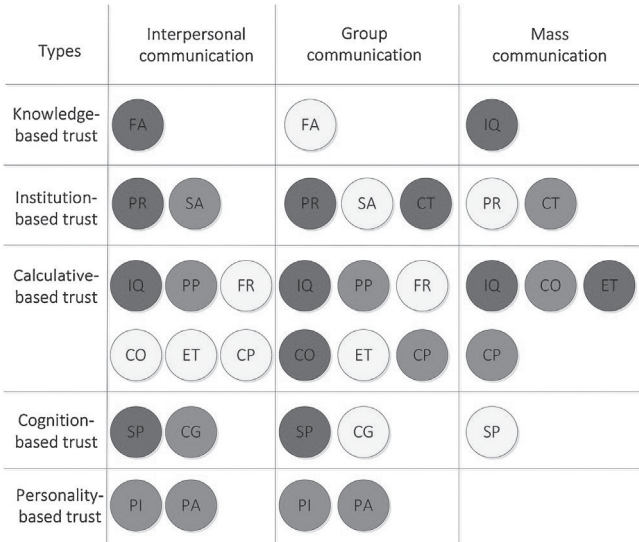 Types
Interpersonal
communication
Group
communication
Mass
communication
Knowledge-
based trust
FA
FA
IQ
Institution-
based trust
PR SA
PR SA CT
PR CT
Calculative-
based trust
IQ PP FR
IQ PP FR
IQ CO ET
CO ET CP
CO ET CP
CP
Cognition-
based trust
SP CG
SP CG
SP
Personality-
based trust
PI PA
PI PA